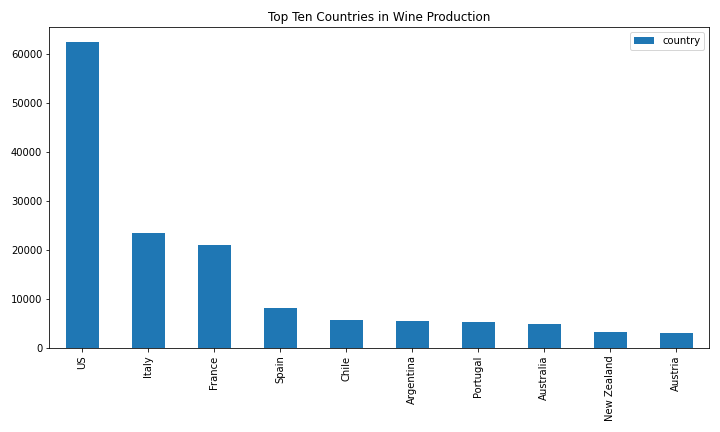 Top Ten Countries in Wine Production
country
60000
50000
40000
30000
20000
10000
0
US
Italy
France
Spain
Chile
Argentina
Portugal
Australia
New Zealand
Austria